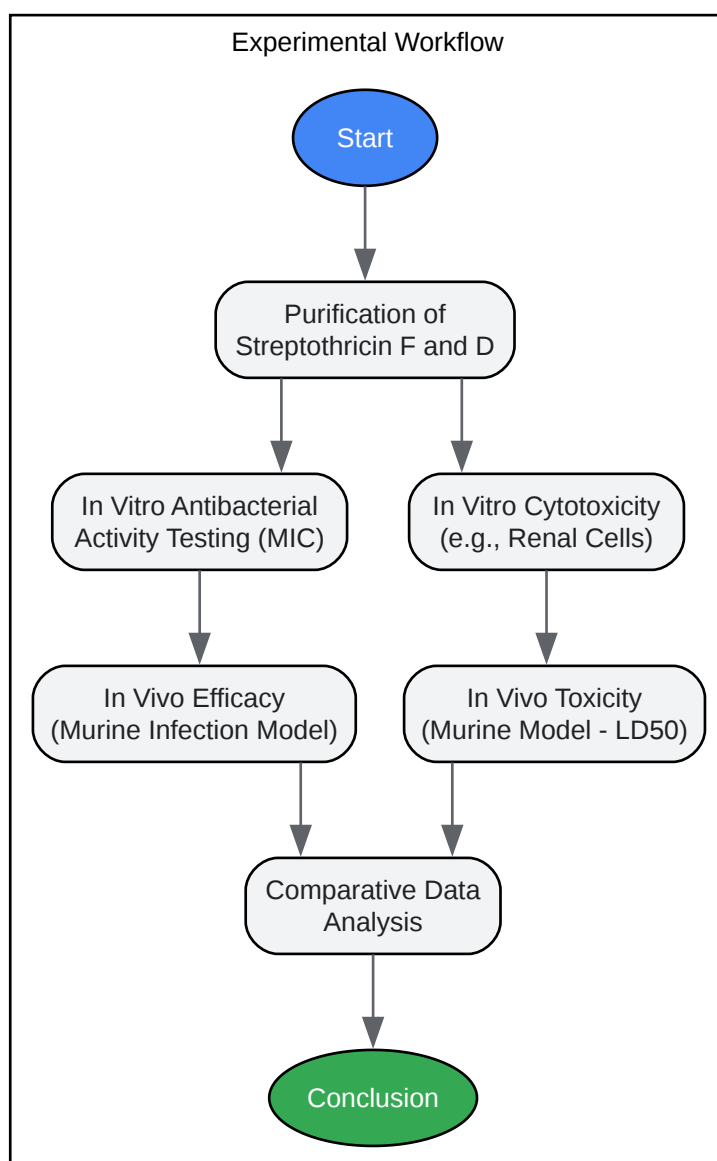 Experimental Workflow
Start
Purification of
Streptothricin F and D
In Vitro Antibacterial
Activity Testing (MIC)
In Vitro Cytotoxicity
(e.g., Renal Cells)
In Vivo Efficacy
(Murine Infection Model)
In Vivo Toxicity
(Murine Model - LD50)
Comparative Data
Analysis
Conclusion